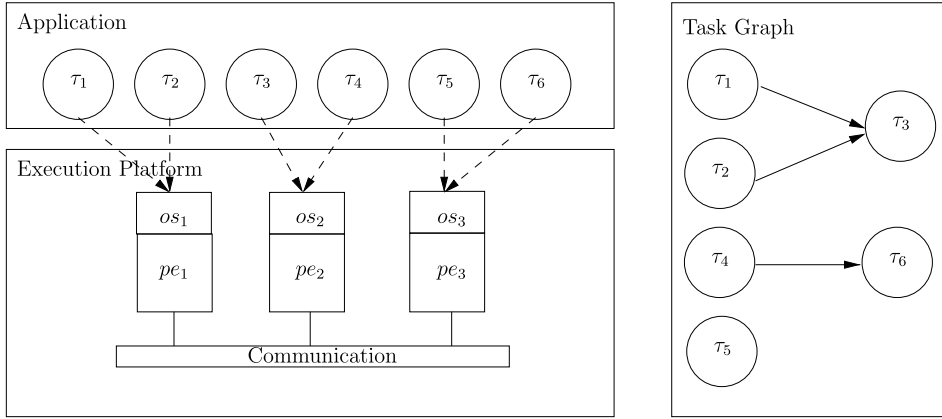 Application
τ1 τ2 τ3 τ4 τ5 τ6
Execution Platform
os1 os2 os3
pe1 pe2 pe3
Communication
Task Graph
τ1
τ3
τ2
τ4 τ6
τ5